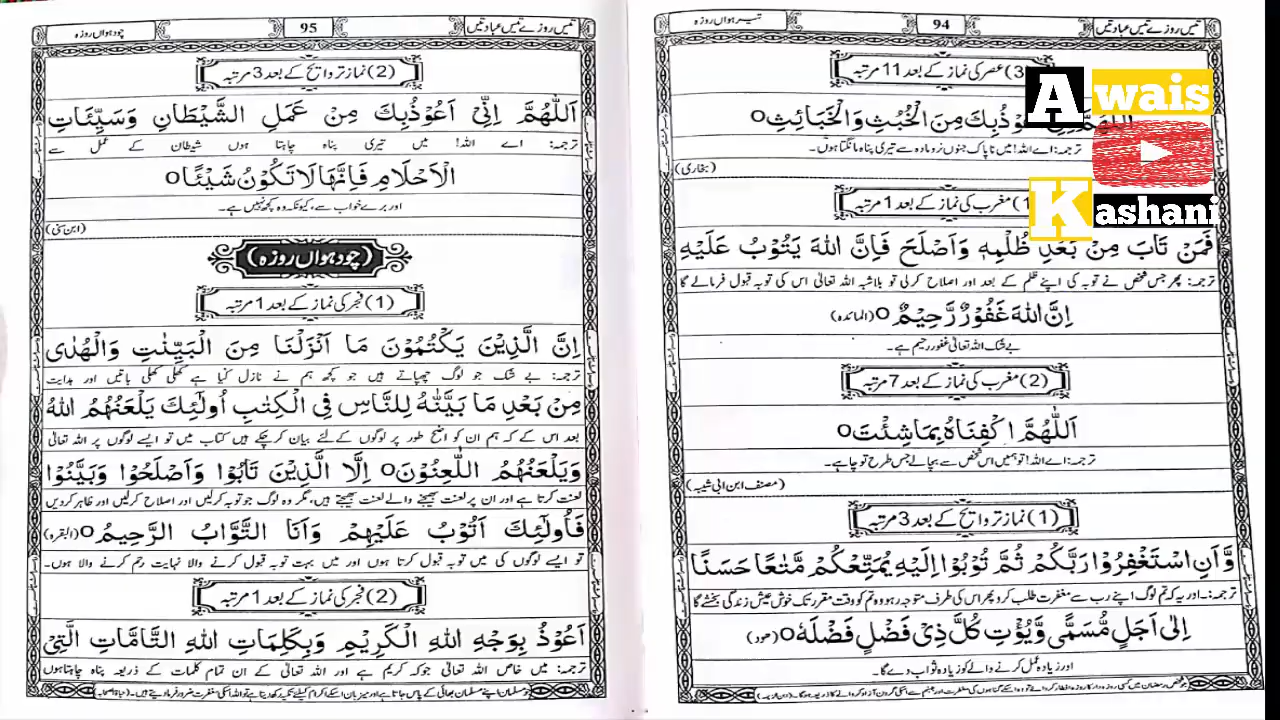 تیس روزے تیس عبادتیں
94
تیرھواں روزہ
(3) عصر کی نماز کے بعد 11 مرتبہ
وْذُبِكَ مِنَ الْخُبُثِ وَالْخَبَائِثِ
ترجمہ: اے اللہ! میں ناپاک جنوں نر و مادہ سے تیری پناہ مانگتا ہوں۔
(بخاری)
1) مغرب کی نماز کے بعد 1 مرتبہ
فَمَنْ تَابَ مِنْ بَعْدِ ظُلْمِهٖ وَاَصْلَحَ فَاِنَّ اللهَ يَتُوْبُ عَلَيْهِ
ترجمہ: پھر جس شخص نے توبہ کی اپنے ظلم کے بعد اور اصلاح کرلی تو بلاشبہ اللہ تعالیٰ اس کی توبہ قبول فرمائے گا
اِنَّ اللهَ غَفُوْرٌ رَّحِيْمٌ ○ (المائدہ)
بے شک اللہ تعالیٰ غفور رحیم ہے۔
(2) مغرب کی نماز کے بعد 7 مرتبہ
اَللّٰهُمَّ اكْفِنَاهُ بِمَا شِئْتَ ○
ترجمہ: اے اللہ! تو ہمیں اس شخص سے بچالے جس طرح تو چاہے۔
(مصنف ابن ابی شیبہ)
(1) نماز تراویح کے بعد 3 مرتبہ
وَّاَنِ اسْتَغْفِرُوْا رَبَّكُمْ ثُمَّ تُوْبُوْا اِلَيْهِ يُمَتِّعْكُمْ مَّتَاعًا حَسَنًا
ترجمہ:۔ اور یہ کہ تم لوگ اپنے رب سے مغفرت طلب کرو پھر اس کی طرف متوجہ رہو وہ تم کو وقت مقرر تک خوش عیش زندگی بخشے گا
اِلٰى اَجَلٍ مُّسَمًّى وَّيُؤْتِ كُلَّ ذِيْ فَضْلٍ فَضْلَهٗ ○ (ھود)
اور زیادہ عمل کرنے والے کو زیادہ ثواب دے گا۔
تیس روزے تیس عبادتیں
95
چودھواں روزہ
(2) نماز تراویح کے بعد 3 مرتبہ
اَللّٰهُمَّ اِنِّيْ اَعُوْذُبِكَ مِنْ عَمَلِ الشَّيْطَانِ وَسَيِّئَاتِ
ترجمہ: اے اللہ! میں تیری پناہ چاہتا ہوں شیطان کے عمل سے
الْاَحْلَامِ فَاِنَّهَا لَا تَكُوْنُ شَيْئًا ○
اور برے خواب سے، کیونکہ وہ کچھ نہیں ہے۔
(ابن سنی)
(چودھواں روزہ)
(1) فجر کی نماز کے بعد 1 مرتبہ
اِنَّ الَّذِيْنَ يَكْتُمُوْنَ مَا اَنْزَلْنَا مِنَ الْبَيِّنٰتِ وَالْهُدٰى
ترجمہ: بے شک جو لوگ چھپاتے ہیں جو کچھ ہم نے نازل کیا ہے کھلی کھلی باتیں اور ہدایت
مِنْ بَعْدِ مَا بَيَّنّٰهُ لِلنَّاسِ فِي الْكِتٰبِ اُولٰٓئِكَ يَلْعَنُهُمُ اللهُ
بعد اس کے کہ ہم ان کو واضح طور پر لوگوں کے لئے بیان کرچکے ہیں کتاب میں تو ایسے لوگوں پر اللہ تعالیٰ
وَيَلْعَنُهُمُ اللّٰعِنُوْنَ ○ اِلَّا الَّذِيْنَ تَابُوْا وَاَصْلَحُوْا وَبَيَّنُوْا
لعنت کرتا ہے اور ان پر لعنت بھیجنے والے لعنت بھیجتے ہیں، مگر وہ لوگ جو توبہ کرلیں اور اصلاح کرلیں اور ظاہر کردیں
فَاُولٰٓئِكَ اَتُوْبُ عَلَيْهِمْ وَاَنَا التَّوَّابُ الرَّحِيْمُ ○ (البقرہ)
تو ایسے لوگوں کی میں توبہ قبول کرتا ہوں اور میں بہت توبہ قبول کرنے والا نہایت رحم کرنے والا ہوں۔
(2) فجر کی نماز کے بعد 1 مرتبہ
اَعُوْذُ بِوَجْهِ اللهِ الْكَرِيْمِ وَبِكَلِمَاتِ اللهِ التَّامَّاتِ الَّتِيْ
ترجمہ: میں خاص اللہ تعالیٰ جو کہ کریم ہے اور اللہ تعالیٰ کے ان تمام کلمات کے ذریعہ پناہ چاہتا ہوں
Awais
Kashani